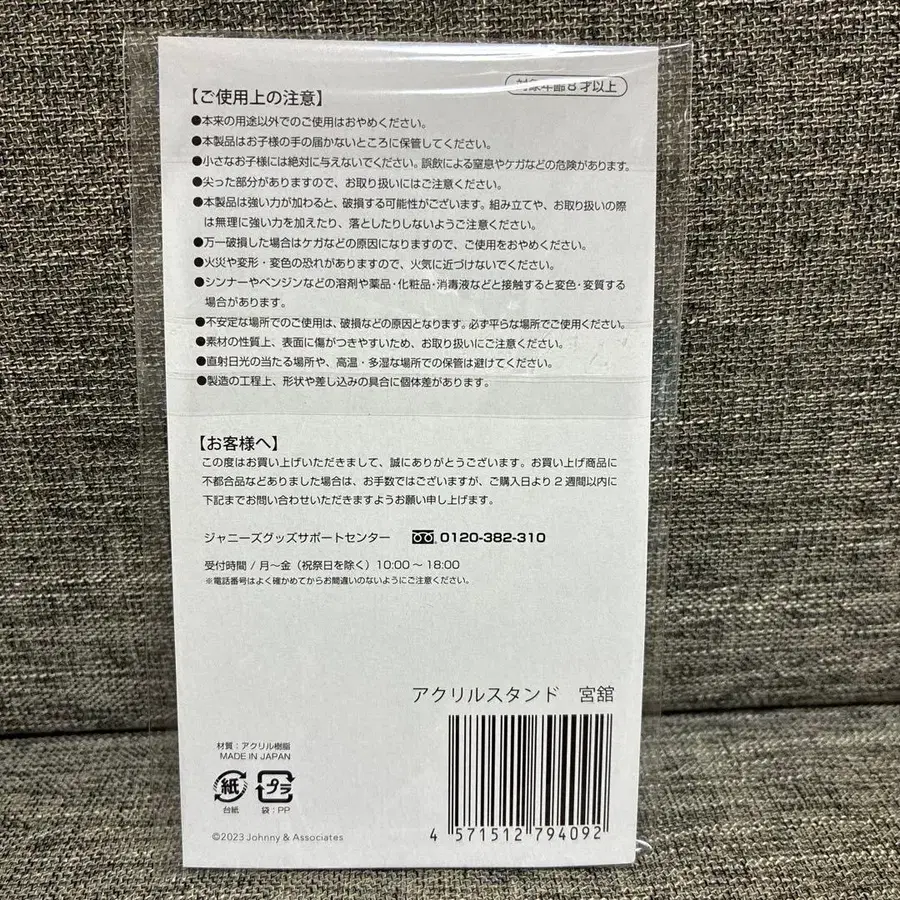 対象年齢8才以上
【ご使用上の注意】
●本来の用途以外でのご使用はおやめください。
●本製品はお子様の手の届かないところに保管してください。
●小さなお子様には絶対に与えないでください。誤飲による窒息やケガなどの危険があります。
●尖った部分がありますので、お取り扱いにはご注意ください。
●本製品は強い力が加わると、破損する可能性がございます。組み立てや、お取り扱いの際
は無理に強い力を加えたり、落としたりしないようご注意ください。
●万一破損した場合はケガなどの原因になりますので、ご使用をおやめください。
●火災や変形・変色の恐れがありますので、火気に近づけないでください。
●シンナーやベンジンなどの溶剤や薬品・化粧品・消毒液などと接触すると変色・変質する
場合があります。
●不安定な場所でのご使用は、破損などの原因となります。必ず平らな場所でご使用ください。
●素材の性質上、表面に傷がつきやすいため、お取り扱いにご注意ください。
●直射日光の当たる場所や、高温・多湿な場所での保管は避けてください。
●製造の工程上、形状や差し込みの具合に個体差があります。
【お客様へ】
この度はお買い上げいただきまして、誠にありがとうございます。お買い上げ商品に
不都合品などありました場合は、お手数ではございますが、ご購入日より2週間以内に
下記までお問い合わせいただきますようお願い申し上げます。
ジャニーズグッズサポートセンター 0120-382-310
受付時間 / 月～金（祝祭日を除く）10:00～18:00
※電話番号はよく確かめてからお間違いのないようにご注意ください。
アクリルスタンド 宮舘
材質：アクリル樹脂
MADE IN JAPAN
紙 プラ
台紙 袋：PP
©2023 Johnny & Associates
4 571512 794092